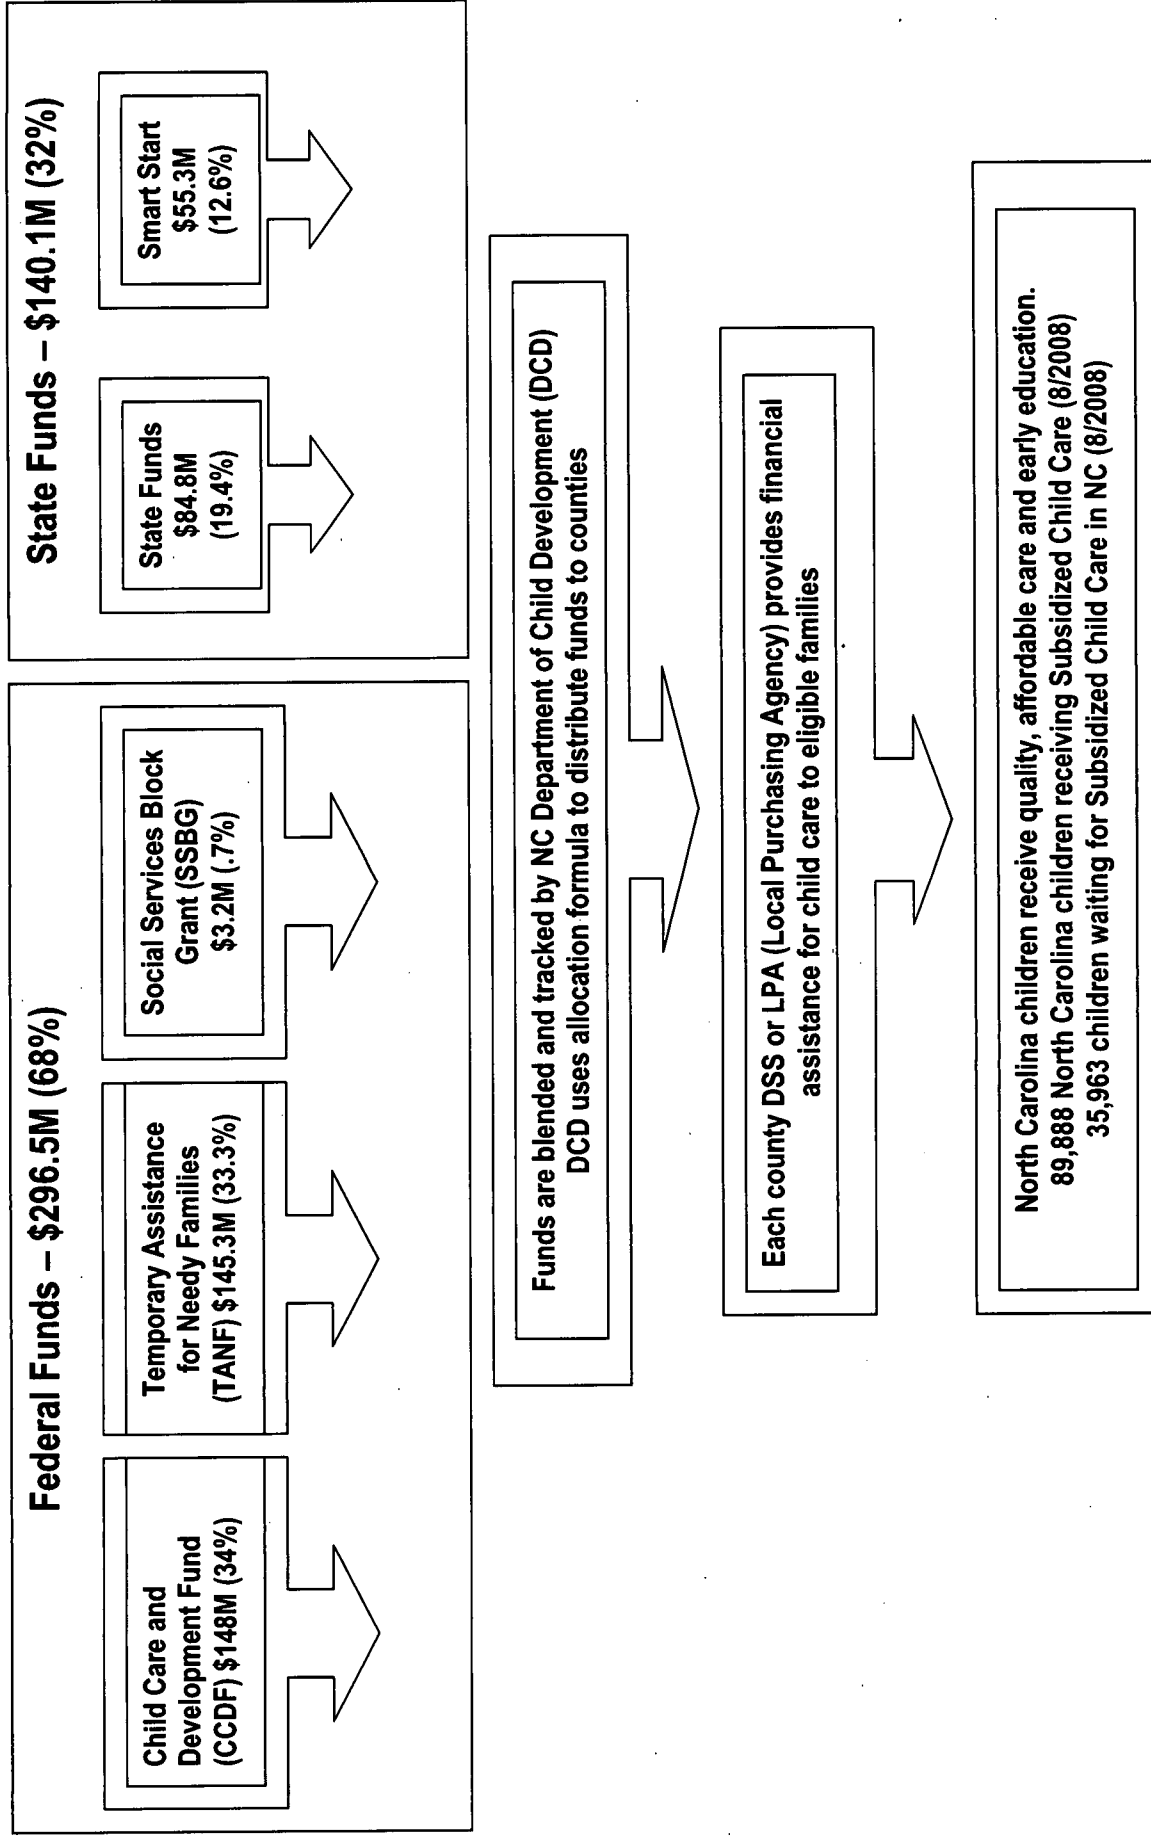 Federal Funds – $296.5M (68%)
Child Care and
Development Fund
(CCDF) $148M (34%)
Temporary Assistance
for Needy Families
(TANF) $145.3M (33.3%)
Social Services Block
Grant (SSBG)
$3.2M (.7%)
State Funds – $140.1M (32%)
State Funds
$84.8M
(19.4%)
Smart Start
$55.3M
(12.6%)
Funds are blended and tracked by NC Department of Child Development (DCD)
DCD uses allocation formula to distribute funds to counties
Each county DSS or LPA (Local Purchasing Agency) provides financial
assistance for child care to eligible families
North Carolina children receive quality, affordable care and early education.
89,888 North Carolina children receiving Subsidized Child Care (8/2008)
35,963 children waiting for Subsidized Child Care in NC (8/2008)